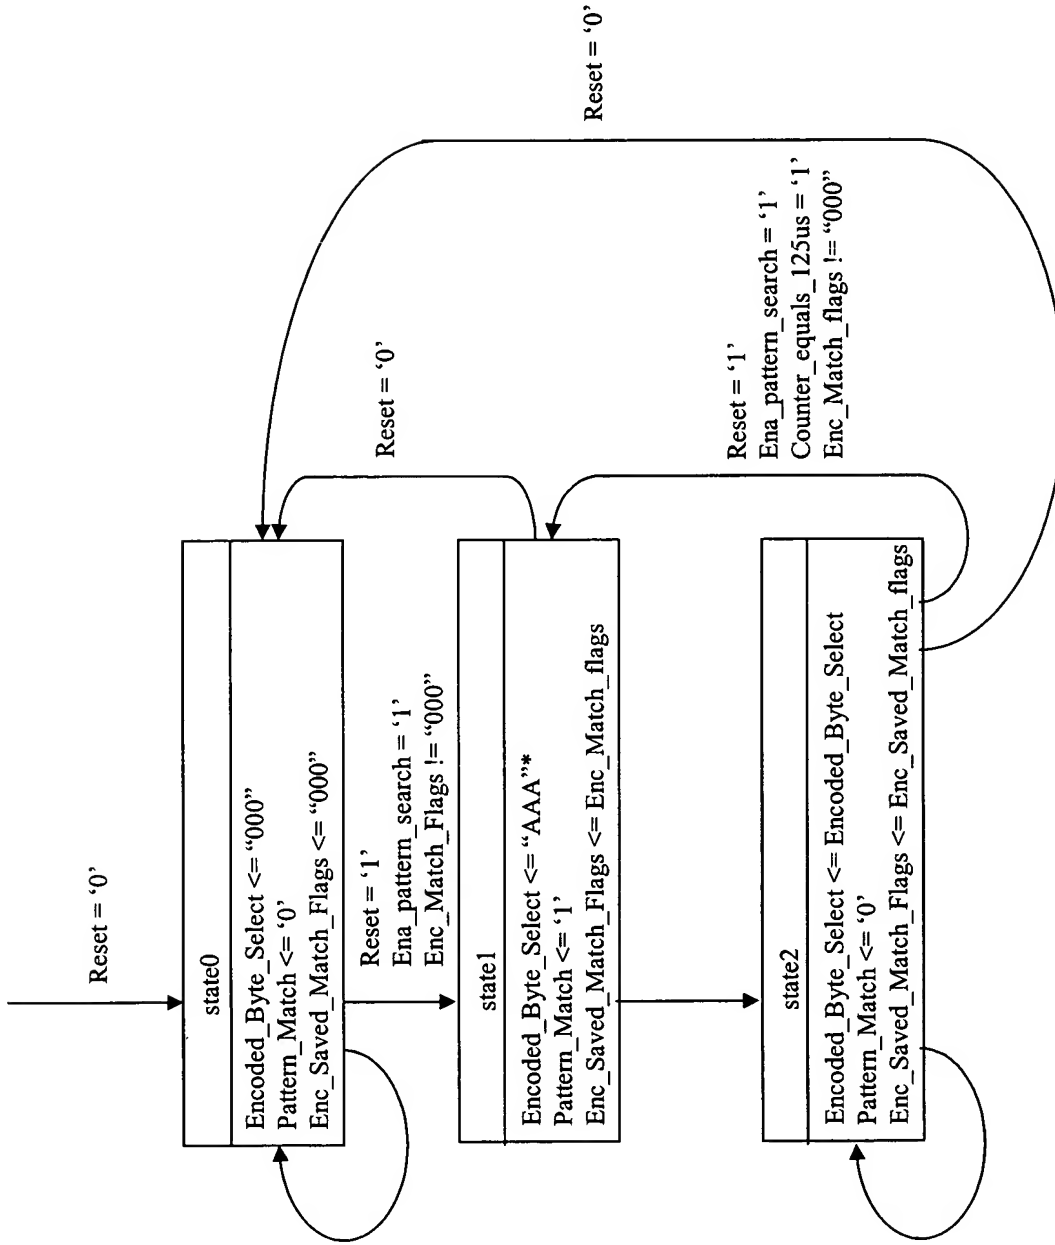 Reset = ‘0’
state0
Encoded_Byte_Select <= “000”
Pattern_Match <= ‘0’
Enc_Saved_Match_Flags <= “000”
Reset = ‘1’
Ena_pattern_search = ‘1’
Enc_Match_Flags != “000”
state1
Encoded_Byte_Select <= “AAA”*
Pattern_Match <= ‘1’
Enc_Saved_Match_Flags <= Enc_Match_flags
state2
Encoded_Byte_Select <= Encoded_Byte_Select
Pattern_Match <= ‘0’
Enc_Saved_Match_Flags <= Enc_Saved_Match_flags
Reset = ‘0’
Reset = ‘1’
Ena_pattern_search = ‘1’
Counter_equals_125us = ‘1’
Enc_Match_flags != “000”
Reset = ‘0’